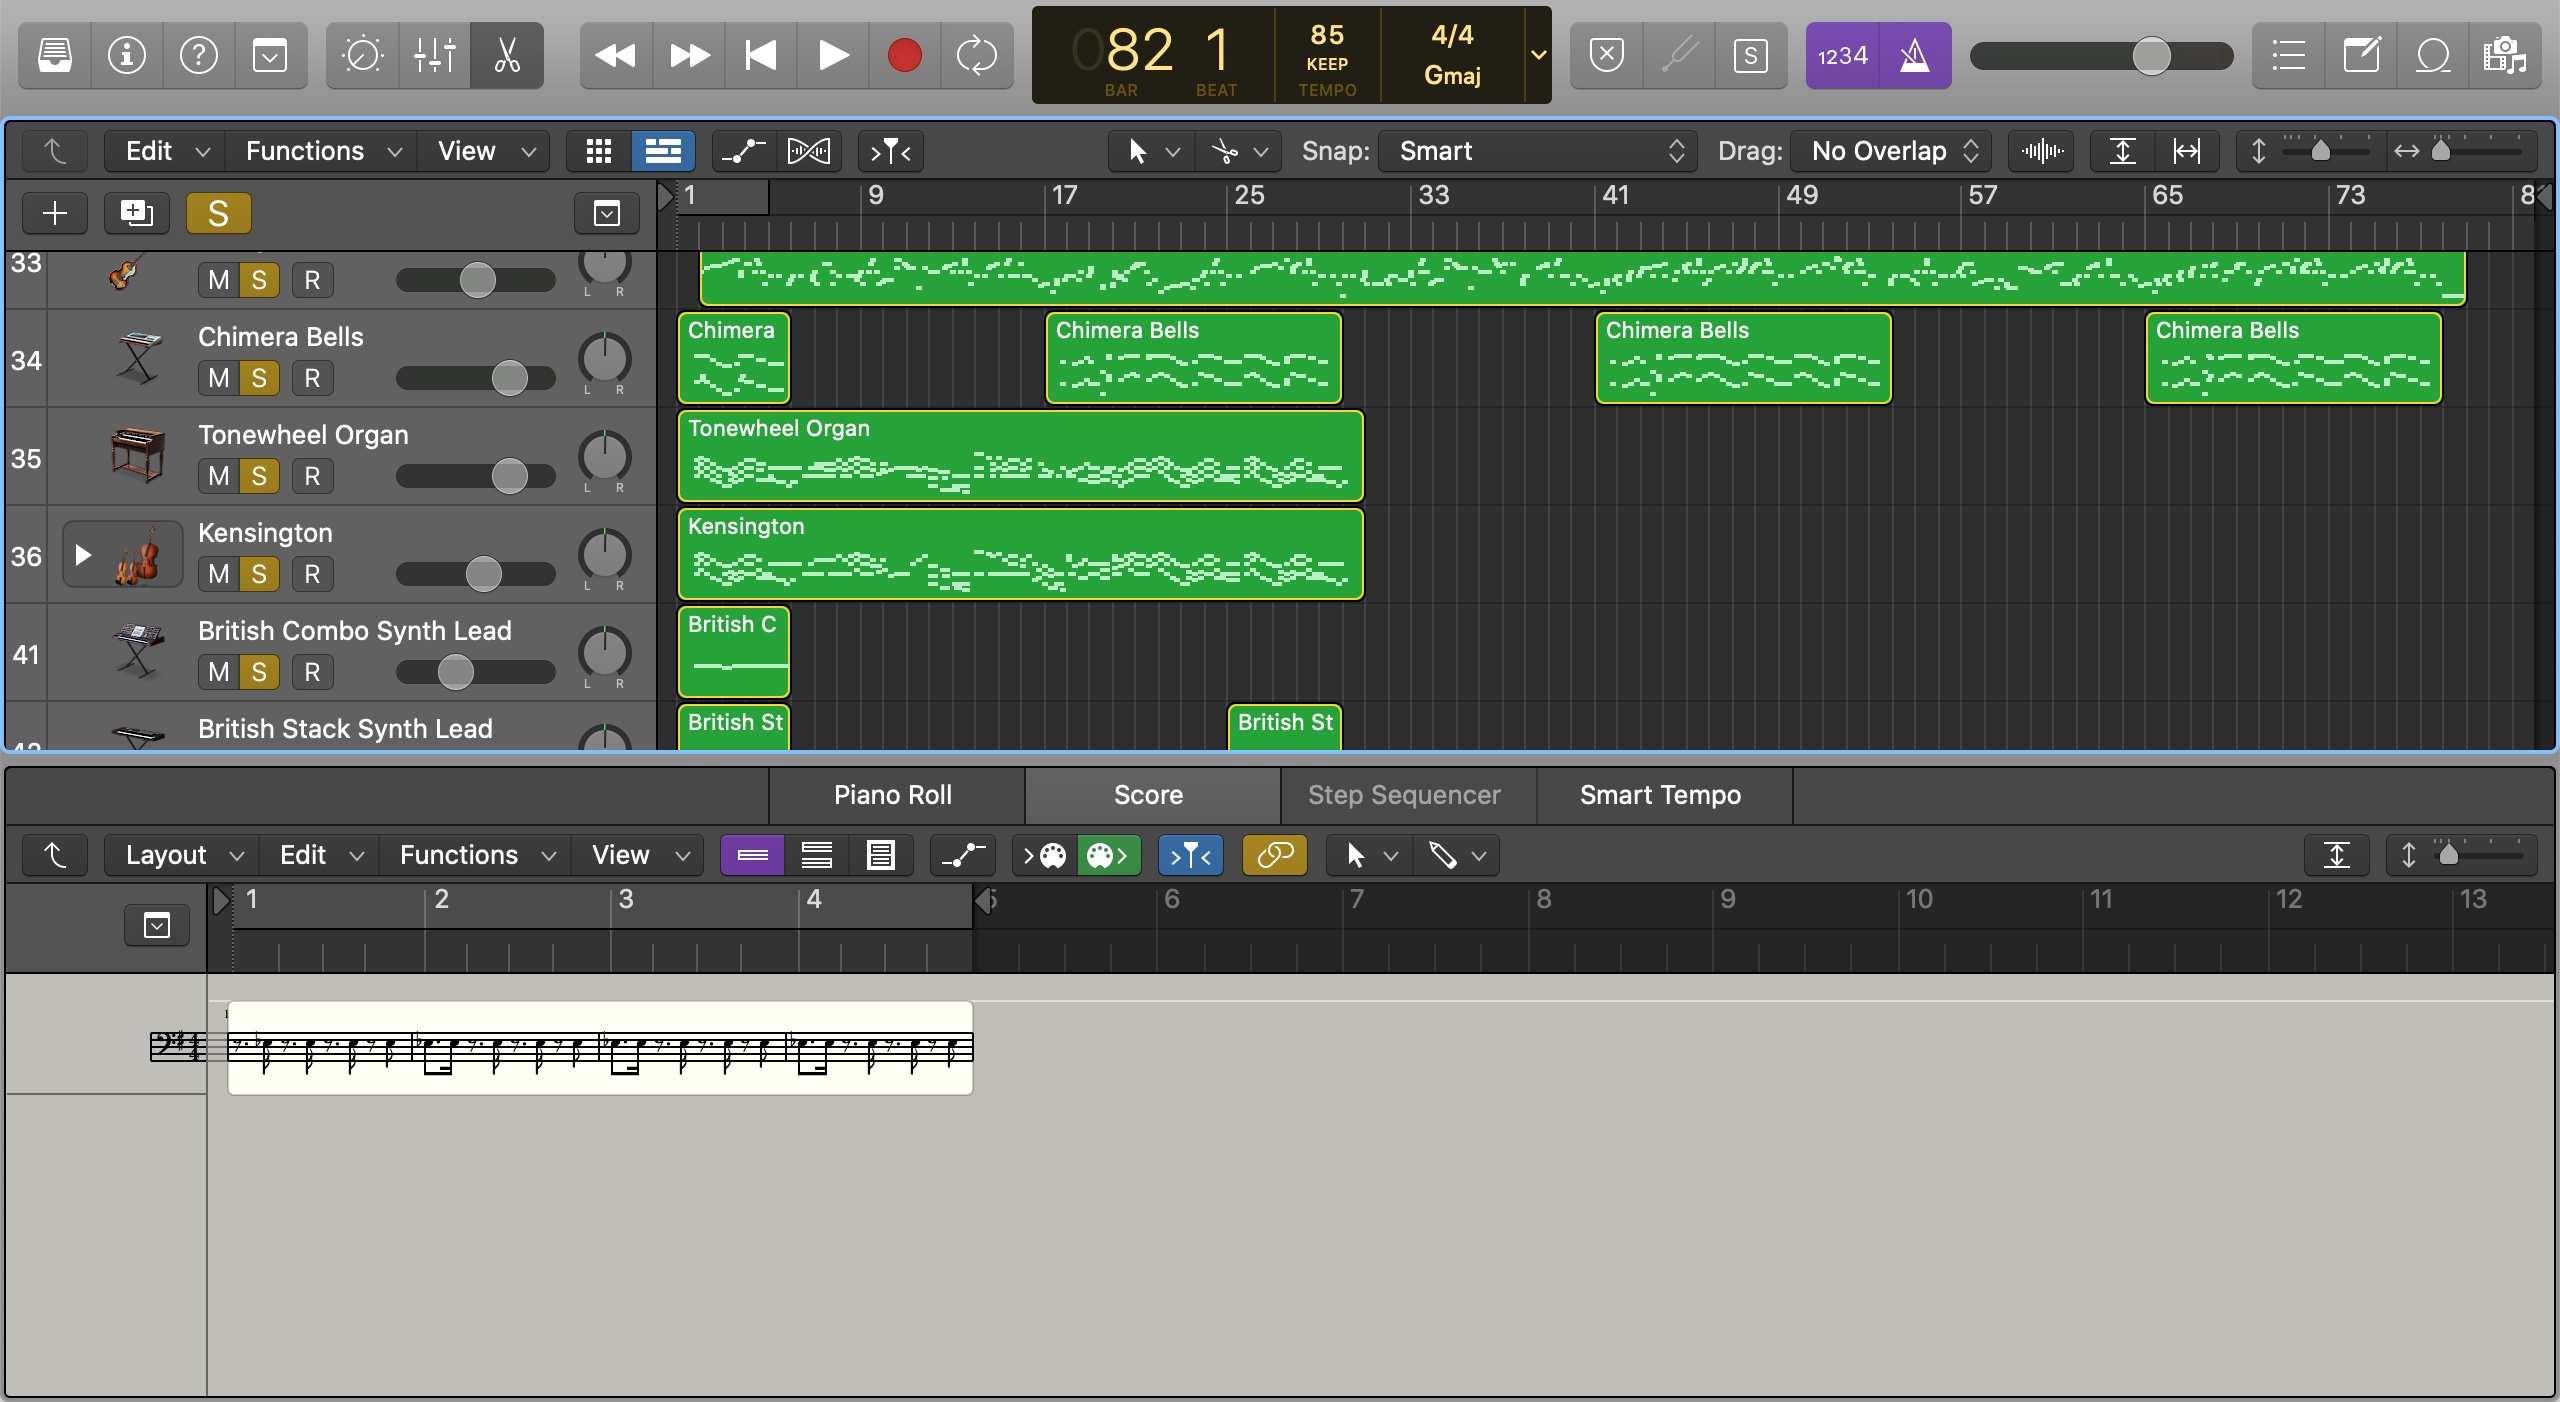 82 1 85 4/4
KEEP Gmaj
BAR BEAT TEMPO
1234
S
Edit Functions View Snap: Smart Drag: No Overlap
S 1 9 17 25 33 41 49 57 65 73
33 M S R L R
34 Chimera Bells M S R L R
Chimera Chimera Bells Chimera Bells Chimera Bells
35 Tonewheel Organ M S R L R
Tonewheel Organ
36 Kensington M S R L R
Kensington
41 British Combo Synth Lead M S R L R
British C
British Stack Synth Lead
British St British St
Piano Roll Score Step Sequencer Smart Tempo
Layout Edit Functions View
1 2 3 4 6 7 8 9 10 11 12 13